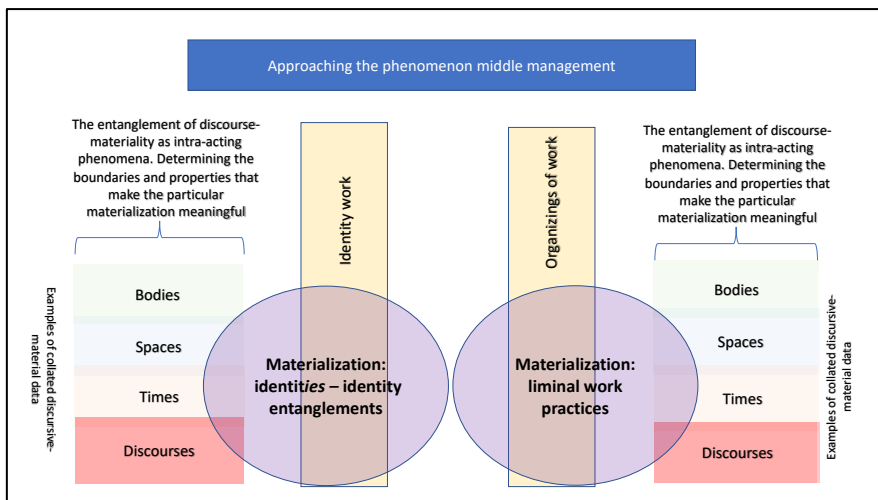 Approaching the phenomenon middle management
The entanglement of discourse-
materiality as intra-acting
phenomena. Determining the
boundaries and properties that
make the particular
materialization meaningful
Identity work
Organizings of work
The entanglement of discourse-
materiality as intra-acting
phenomena. Determining the
boundaries and properties that
make the particular
materialization meaningful
Examples of collated discursive-
material data
Bodies
Spaces
Times
Discourses
Materialization:
identities – identity
entanglements
Materialization:
liminal work
practices
Bodies
Spaces
Times
Discourses
Examples of collated discursive-
material data